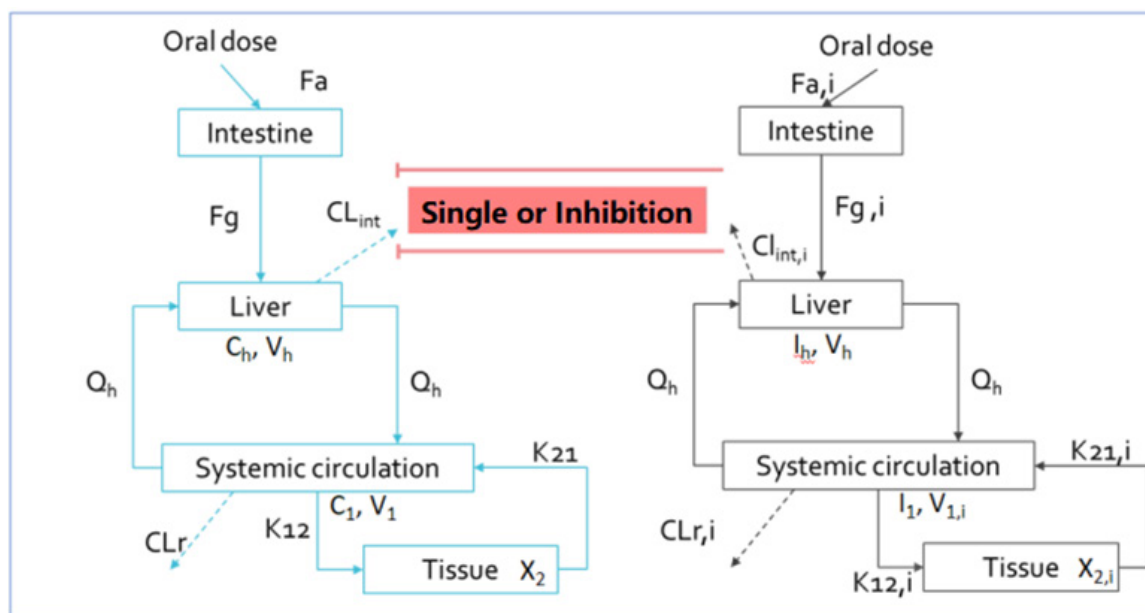 Oral dose
Fa
Intestine
Fg
CLint
Liver
Ch, Vh
Qh
Qh
Systemic circulation
C1, V1
K21
CLr
K12
Tissue X2
Single or Inhibition
Oral dose
Fa,i
Intestine
Fg ,i
Clint,i
Liver
Ih, Vh
Qh
Qh
Systemic circulation
I1, V1,i
K21,i
CLr,i
K12,i
Tissue X2,i